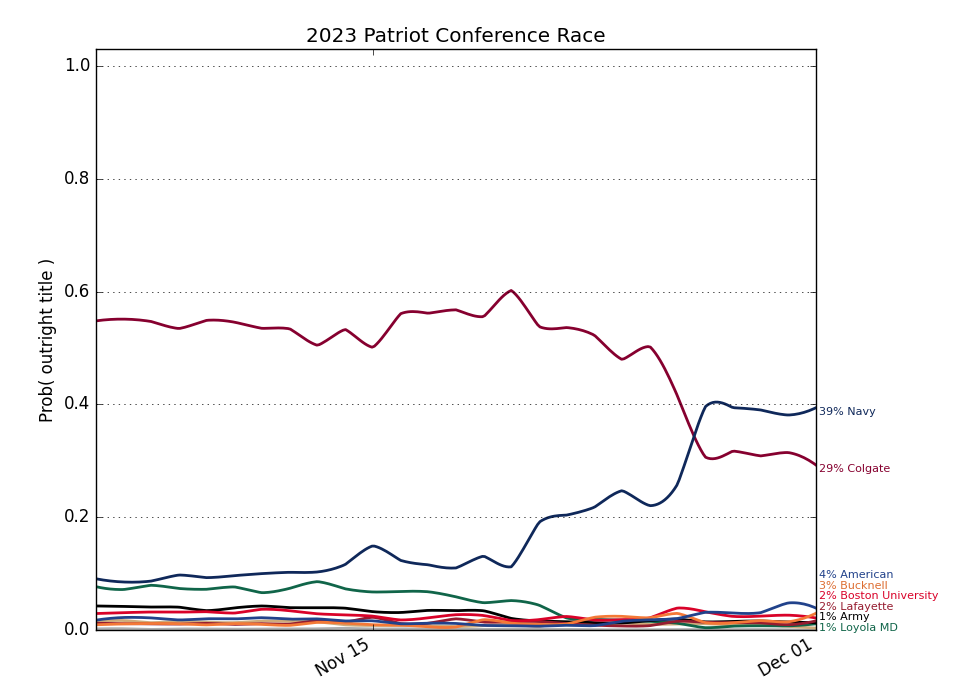 2023 Patriot Conference Race
Prob( outright title )
1.0
0.8
0.6
0.4
0.2
0.0
Nov 15
Dec 01
39% Navy
29% Colgate
4% American
3% Bucknell
2% Boston University
2% Lafayette
1% Army
1% Loyola MD